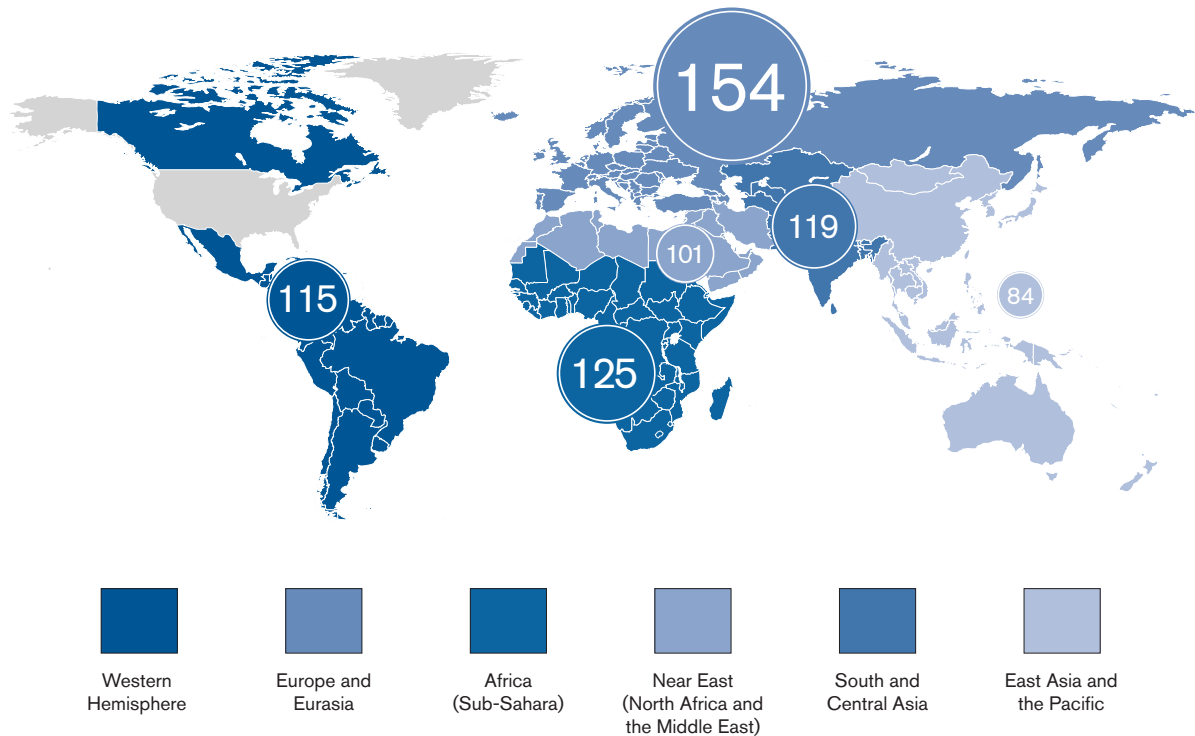 154
119
101
84
115
125
Western
Hemisphere
Europe and
Eurasia
Africa
(Sub-Sahara)
Near East
(North Africa and
the Middle East)
South and
Central Asia
East Asia and
the Pacific